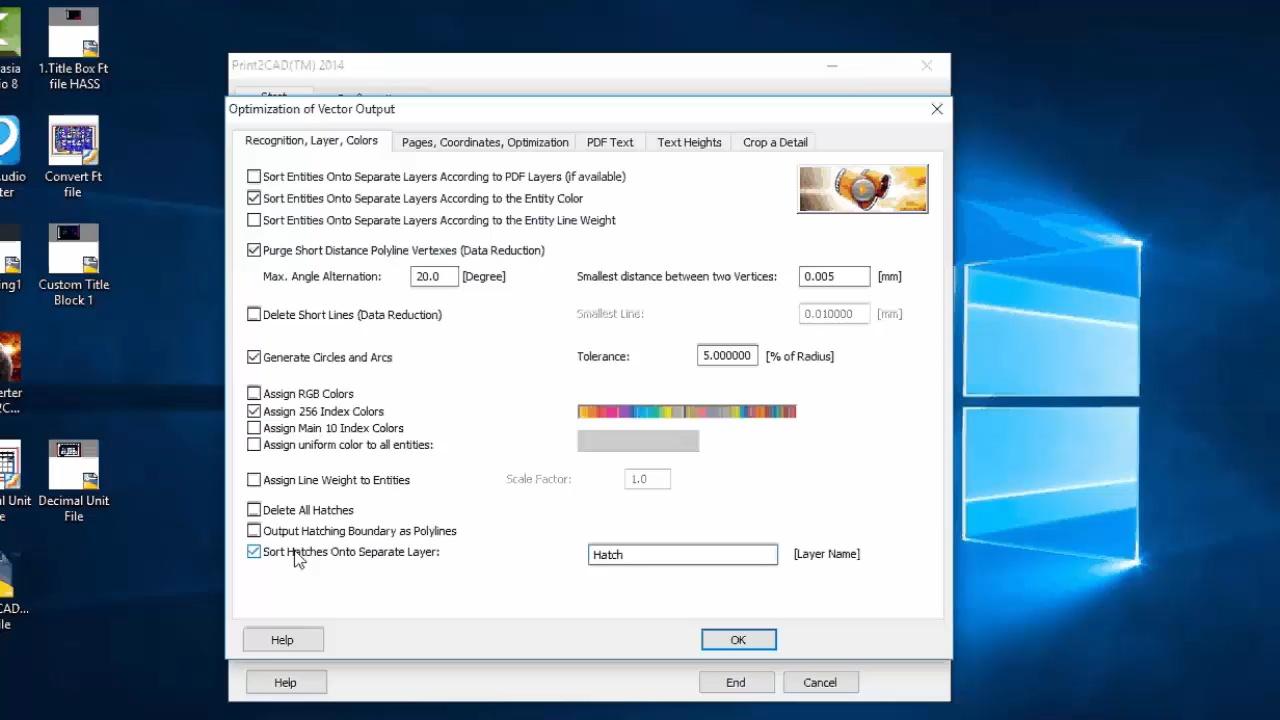 asia
o 8
1.Title Box Ft
file HASS
udio
ter
Convert Ft
file
ing1
Custom Title
Block 1
erter
C...
al Unit
e
Decimal Unit
File
CAD...
ile
Print2CAD(TM) 2014
Optimization of Vector Output
Recognition, Layer, Colors
Pages, Coordinates, Optimization
PDF Text
Text Heights
Crop a Detail
Sort Entities Onto Separate Layers According to PDF Layers (if available)
Sort Entities Onto Separate Layers According to the Entity Color
Sort Entities Onto Separate Layers According to the Entity Line Weight
Purge Short Distance Polyline Vertexes (Data Reduction)
Max. Angle Alternation: 20.0 [Degree] Smallest distance between two Vertices: 0.005 [mm]
Delete Short Lines (Data Reduction) Smallest Line: 0.010000 [mm]
Generate Circles and Arcs Tolerance: 5.000000 [% of Radius]
Assign RGB Colors
Assign 256 Index Colors
Assign Main 10 Index Colors
Assign uniform color to all entities:
Assign Line Weight to Entities Scale Factor: 1.0
Delete All Hatches
Output Hatching Boundary as Polylines
Sort Hatches Onto Separate Layer: Hatch [Layer Name]
Help OK
Help End Cancel